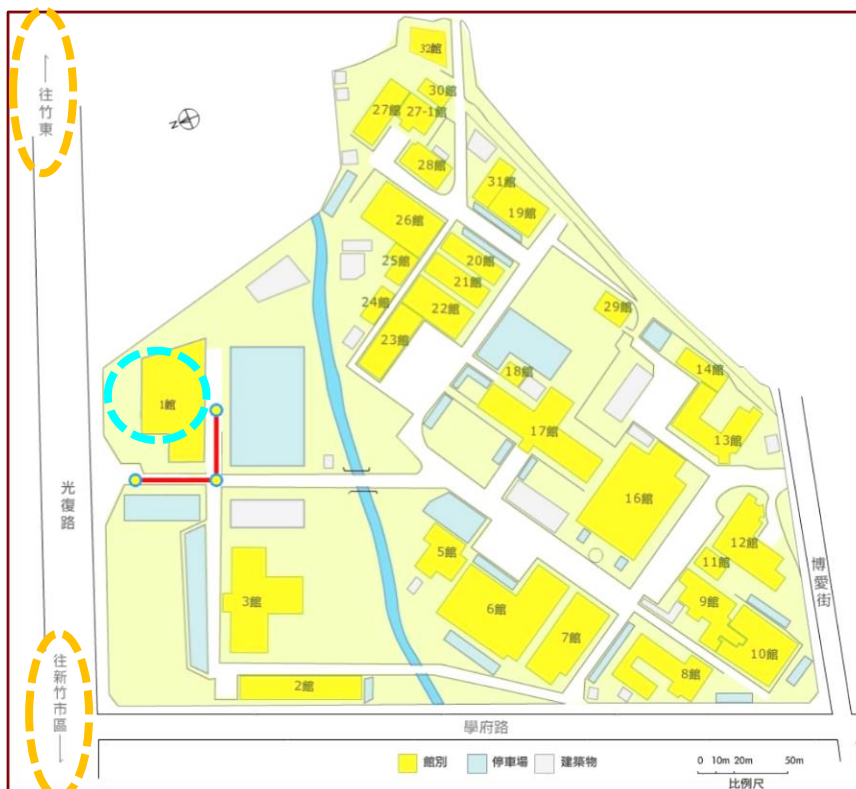 往竹東
N
32館
30館
27館
27-1館
28館
31館
19館
26館
20館
25館
21館
24館
22館
29館
23館
14館
18館
1館
17館
13館
16館
光復路
12館
5館
11館
博愛街
3館
9館
6館
7館
10館
8館
2館
往新竹市區
學府路
館別
停車場
建築物
0 10m 20m 50m
比例尺